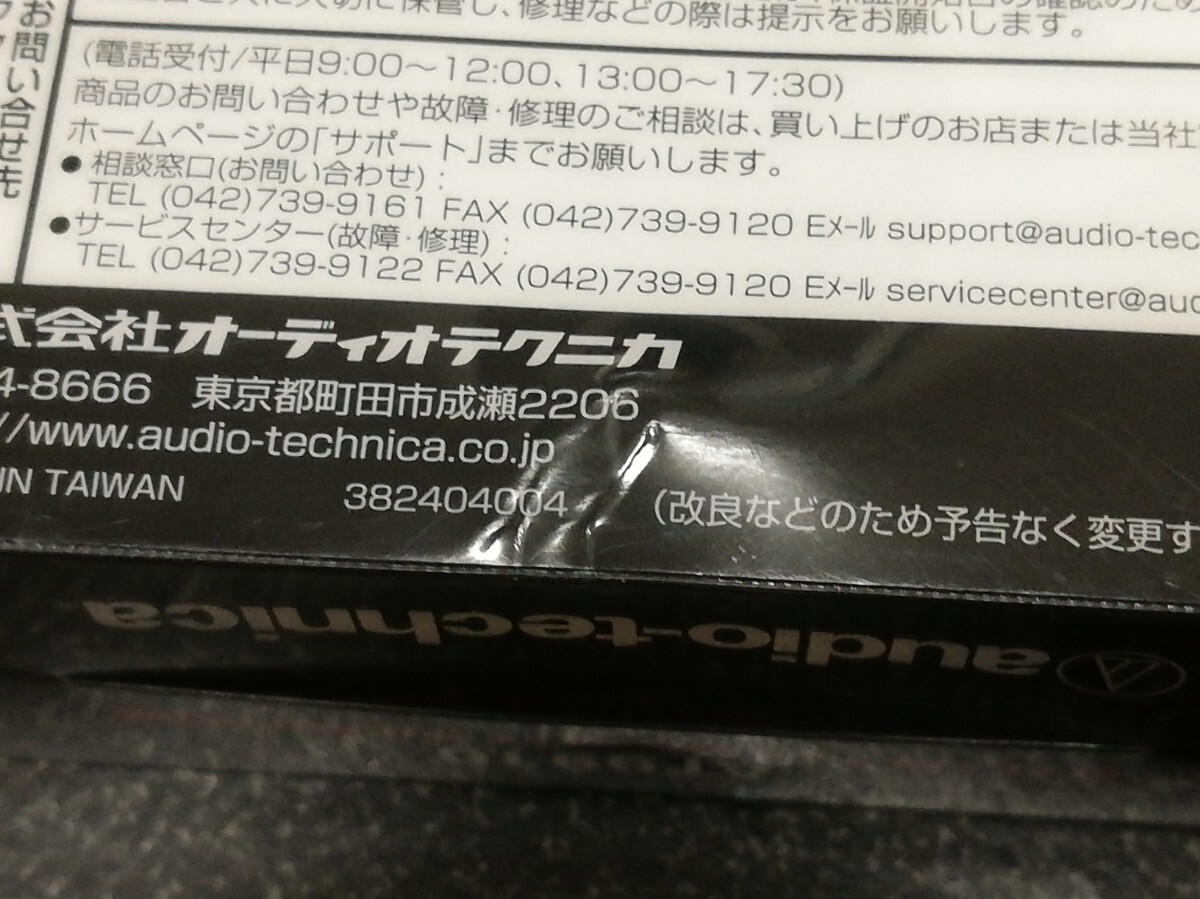 お問い合せ先
大切に保管し、修理などの際は提示をお願いします。
(電話受付/平日9:00～12:00、13:00～17:30)
商品のお問い合わせや故障・修理のご相談は、買い上げのお店または当社
ホームページの「サポート」までお願いします。
●相談窓口(お問い合わせ):
TEL (042)739-9161 FAX (042)739-9120 Eメール support@audio-tec
●サービスセンター(故障・修理):
TEL (042)739-9122 FAX (042)739-9120 Eメール servicecenter@aud
式会社オーディオテクニカ
4-8666 東京都町田市成瀬2206
//www.audio-technica.co.jp
IN TAIWAN 382404004 (改良などのため予告なく変更す
audio-technica